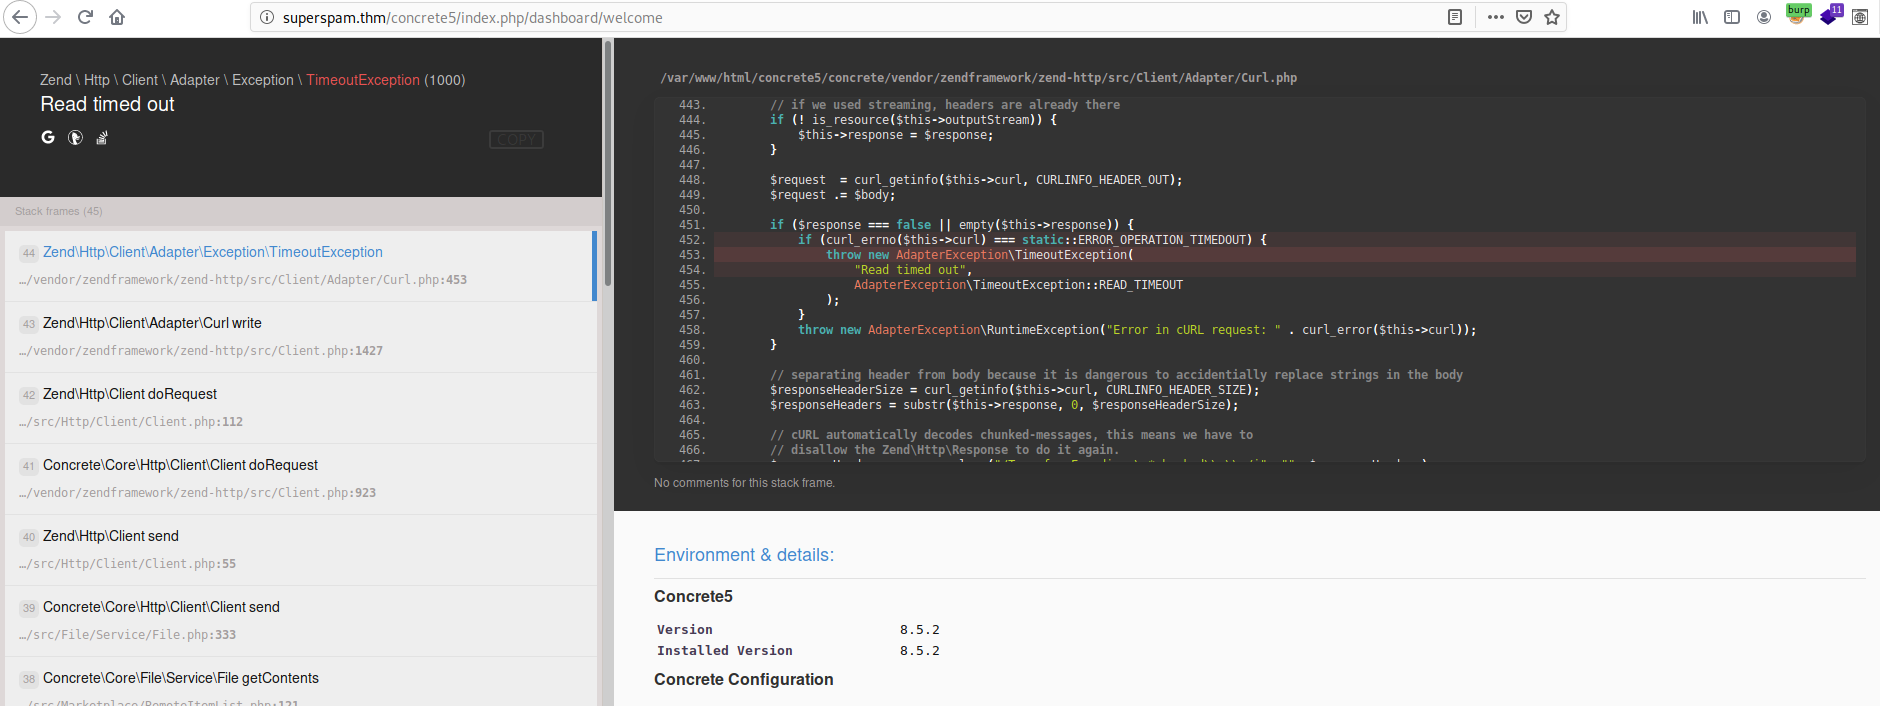 superspam.thm/concrete5/index.php/dashboard/welcome
burp
11
Zend \ Http \ Client \ Adapter \ Exception \ TimeoutException (1000)
Read timed out
COPY
Stack frames (45)
44 Zend\Http\Client\Adapter\Exception\TimeoutException
…/vendor/zendframework/zend-http/src/Client/Adapter/Curl.php:453
43 Zend\Http\Client\Adapter\Curl write
…/vendor/zendframework/zend-http/src/Client.php:1427
42 Zend\Http\Client doRequest
…/src/Http/Client/Client.php:112
41 Concrete\Core\Http\Client\Client doRequest
…/vendor/zendframework/zend-http/src/Client.php:923
40 Zend\Http\Client send
…/src/Http/Client/Client.php:55
39 Concrete\Core\Http\Client\Client send
…/src/File/Service/File.php:333
38 Concrete\Core\File\Service\File getContents
…/src/Marketplace/RemoteItemList.php:121
/var/www/html/concrete5/concrete/vendor/zendframework/zend-http/src/Client/Adapter/Curl.php
443. // if we used streaming, headers are already there
444. if (! is_resource($this->outputStream)) {
445. $this->response = $response;
446. }
447.
448. $request  = curl_getinfo($this->curl, CURLINFO_HEADER_OUT);
449. $request .= $body;
450.
451. if ($response === false || empty($this->response)) {
452. if (curl_errno($this->curl) === static::ERROR_OPERATION_TIMEDOUT) {
453. throw new AdapterException\TimeoutException(
454. "Read timed out",
455. AdapterException\TimeoutException::READ_TIMEOUT
456. );
457. }
458. throw new AdapterException\RuntimeException("Error in cURL request: " . curl_error($this->curl));
459. }
460.
461. // separating header from body because it is dangerous to accidentially replace strings in the body
462. $responseHeaderSize = curl_getinfo($this->curl, CURLINFO_HEADER_SIZE);
463. $responseHeaders = substr($this->response, 0, $responseHeaderSize);
464.
465. // cURL automatically decodes chunked-messages, this means we have to
466. // disallow the Zend\Http\Response to do it again.
No comments for this stack frame.
Environment & details:
Concrete5
Version 8.5.2
Installed Version 8.5.2
Concrete Configuration